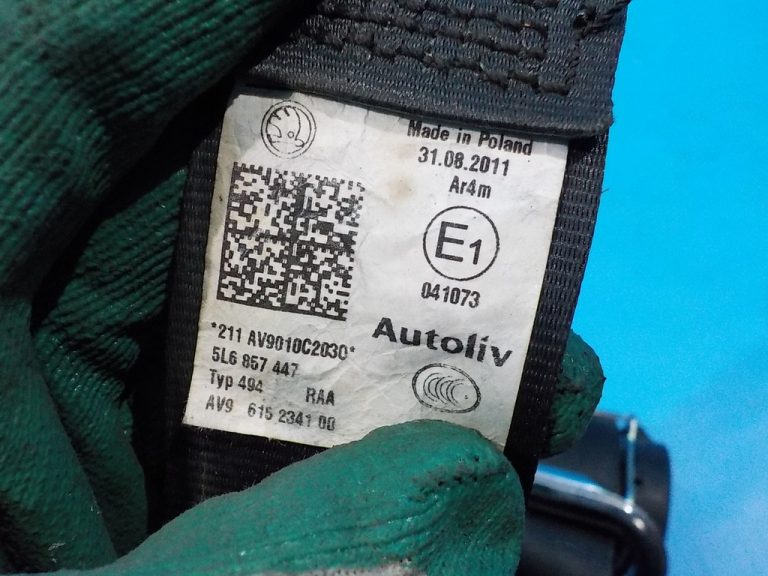 Made in Poland
31.08.2011
Ar4m
E1
041073
Autoliv
*211 AV9010C2030*
5L6 857 447
Typ 494 RAA
AV9 615 2341 00